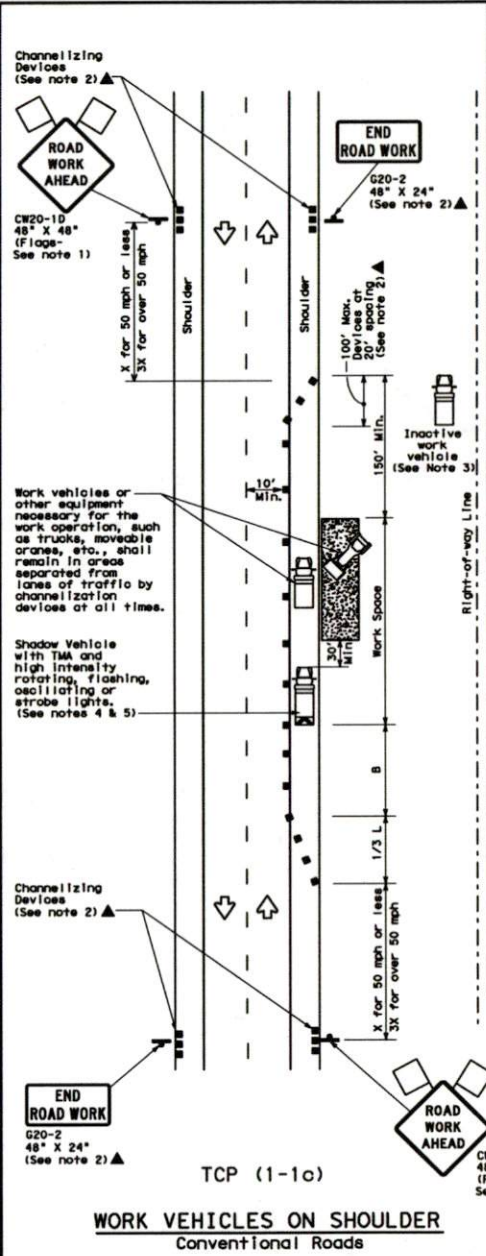 Channelizing
Devices
(See note 2)▲
ROAD
WORK
AHEAD
CW20-1D
48" X 48"
(Flags-
See note 1)
X for 50 mph or less
3X for over 50 mph
Shoulder
Shoulder
END
ROAD WORK
G20-2
48" X 24"
(See note 2)▲
100' Max.
Devices at
20' spacing
(See note 2)▲
150' Min.
Inactive
work
vehicle
(See Note 3)
Right-of-way Line
10'
Min.
Work vehicles or
other equipment
necessary for the
work operation, such
as trucks, moveable
cranes, etc., shall
remain in areas
separated from
lanes of traffic by
channelization
devices at all times.
Work Space
30'
Min.
Shadow Vehicle
with TMA and
high intensity
rotating, flashing,
oscillating or
strobe lights.
(See notes 4 & 5)
B
1/3 L
Channelizing
Devices
(See note 2)▲
X for 50 mph or less
3X for over 50 mph
END
ROAD WORK
G20-2
48" X 24"
(See note 2)▲
ROAD
WORK
AHEAD
TCP (1-1c)
WORK VEHICLES ON SHOULDER
Conventional Roads